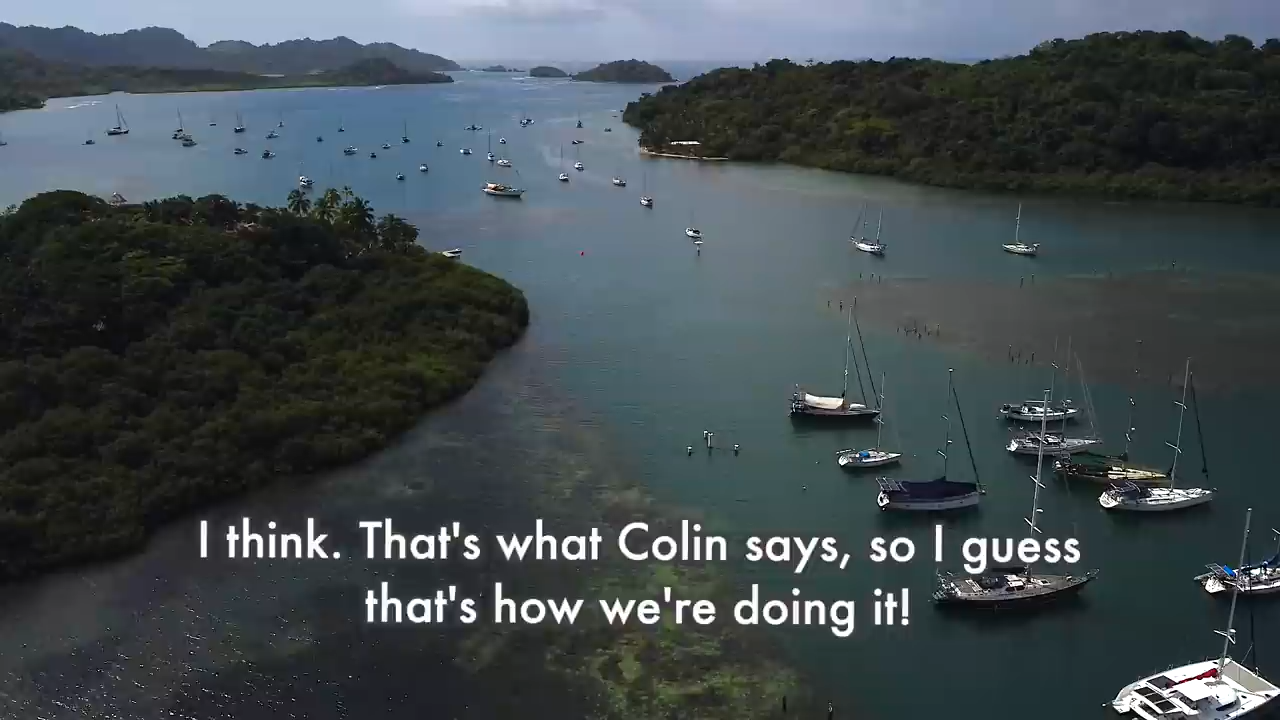 I think. That's what Colin says, so I guess
that's how we're doing it!